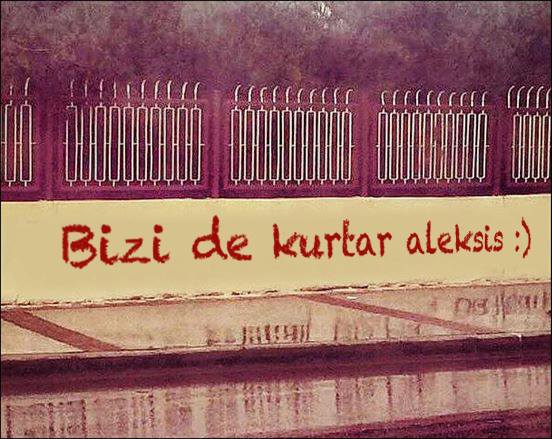 Bizi de kurtar aleksis :)